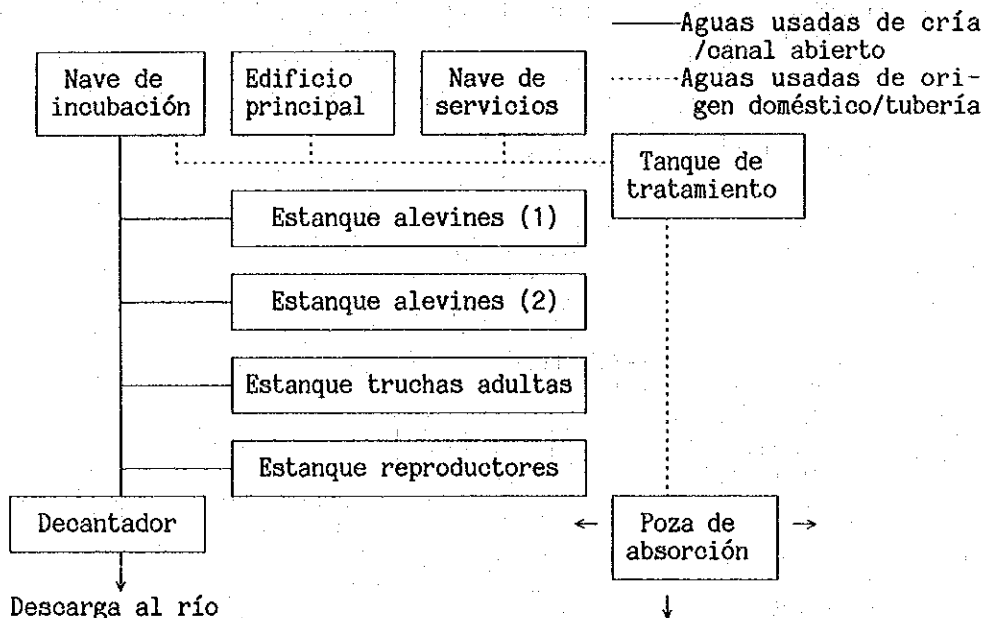 Aguas usadas de cría
/canal abierto
Aguas usadas de ori-
gen doméstico/tubería
Nave de
incubación
Edificio
principal
Nave de
servicios
Tanque de
tratamiento
Estanque alevines (1)
Estanque alevines (2)
Estanque truchas adultas
Estanque reproductores
Decantador
Poza de
absorción
Descarga al río